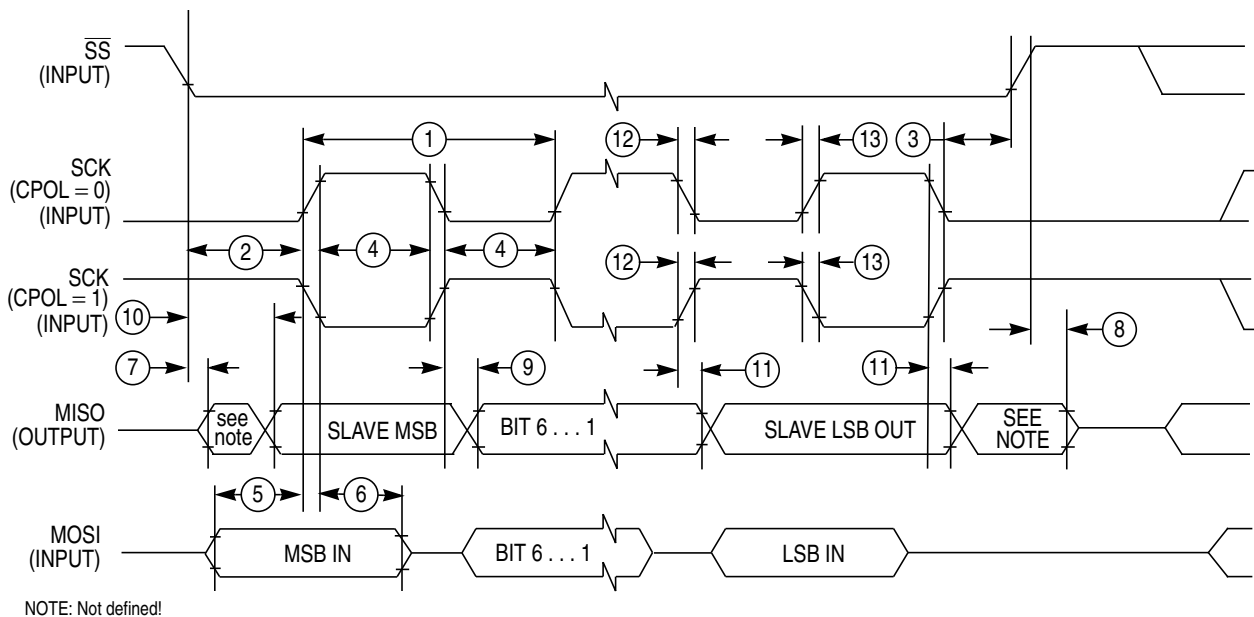 SS
(INPUT)
1
12
13
3
SCK
(CPOL = 0)
(INPUT)
2
4
4
12
13
SCK
(CPOL = 1)
(INPUT)
10
8
7
9
11
11
MISO
(OUTPUT)
see
note
SLAVE MSB
BIT 6 . . . 1
SLAVE LSB OUT
SEE
NOTE
5
6
MOSI
(INPUT)
MSB IN
BIT 6 . . . 1
LSB IN
NOTE: Not defined!